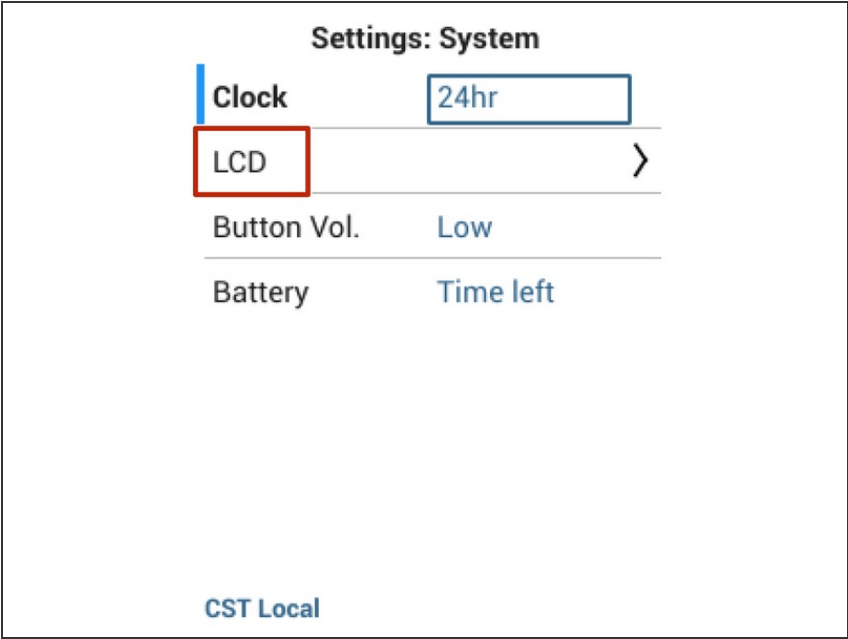 Settings: System
Clock 24hr
LCD
Button Vol. Low
Battery Time left
CST Local